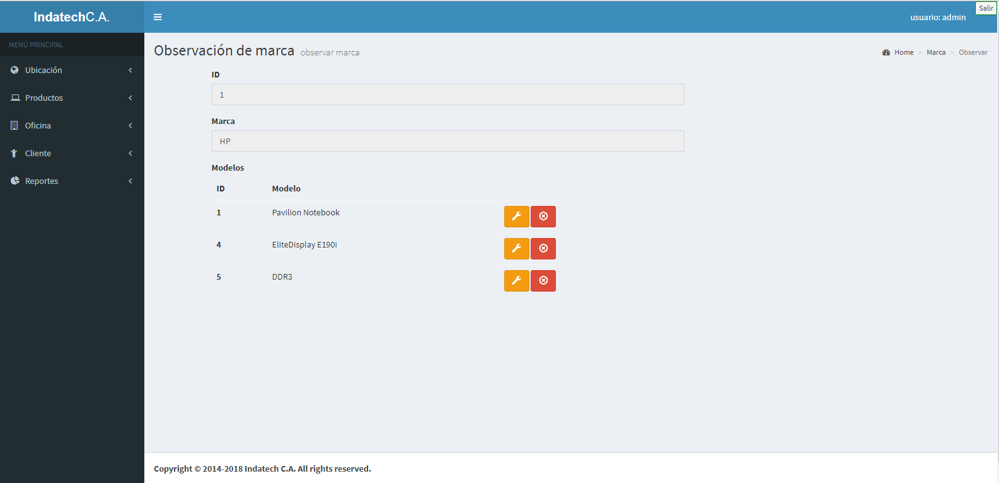 IndatechC.A.
usuario: admin
Salir
MENÚ PRINCIPAL
Ubicación
Productos
Oficina
Cliente
Reportes
Observación de marca observar marca
Home > Marca > Observar
ID
1
Marca
HP
Modelos
ID Modelo
1 Pavilion Notebook
4 EliteDisplay E190i
5 DDR3
Copyright © 2014-2018 Indatech C.A. All rights reserved.